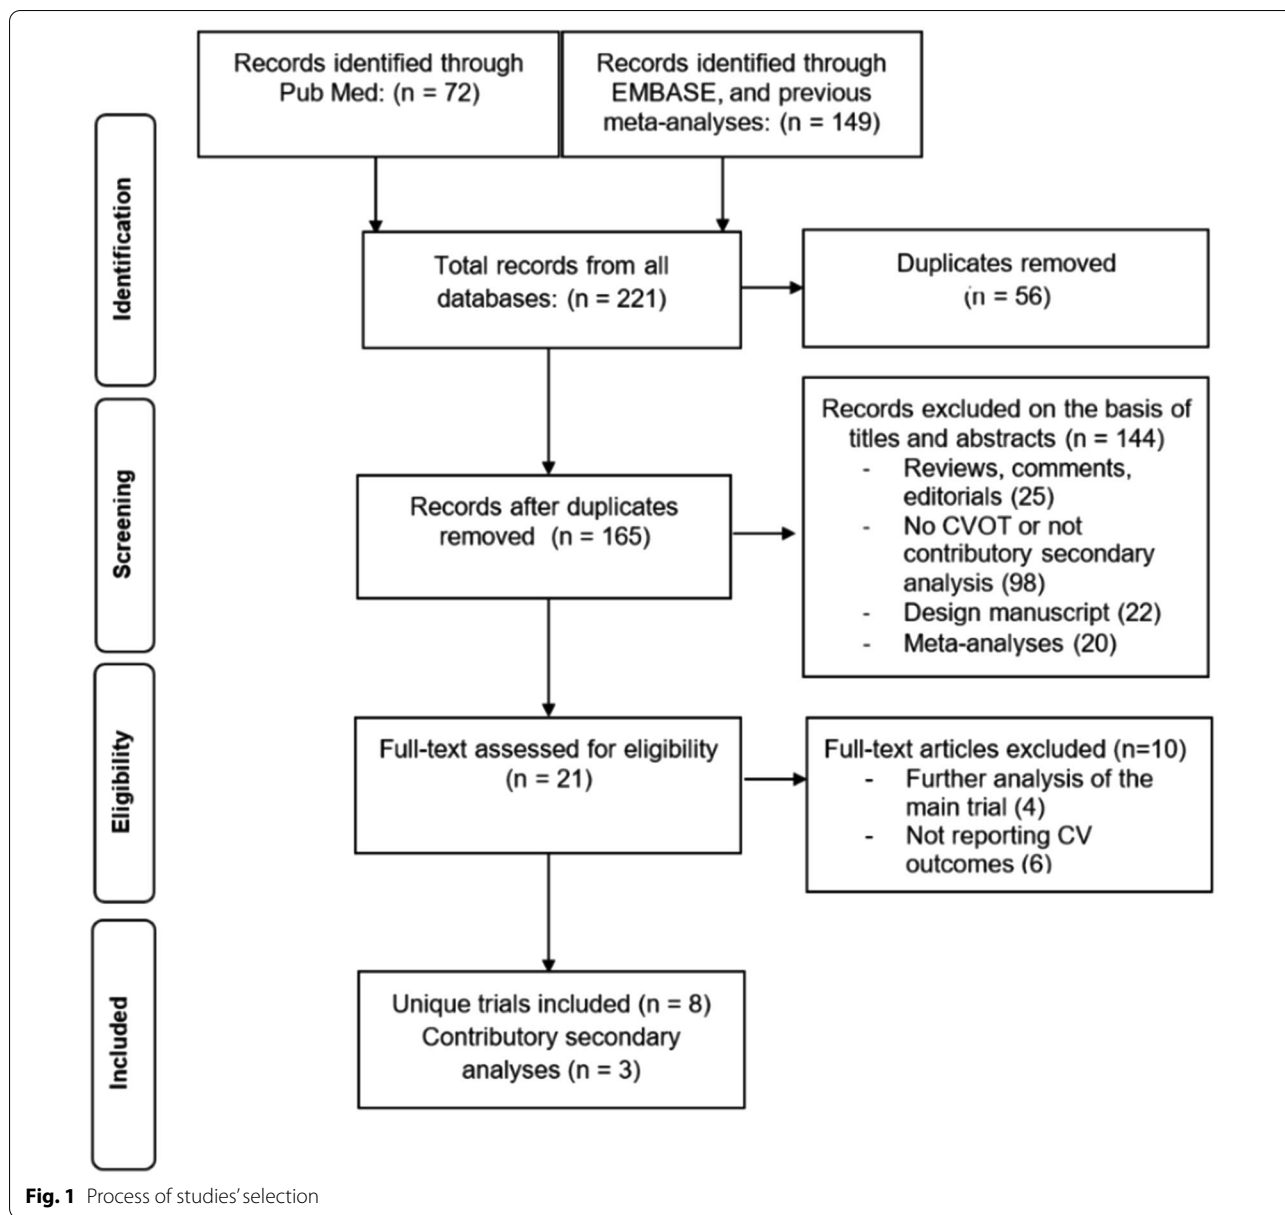 Records identified through
Pub Med: (n = 72)
Records identified through
EMBASE, and previous
meta-analyses: (n = 149)
Identification
Total records from all
databases: (n = 221)
Duplicates removed
(n = 56)
Screening
Records after duplicates
removed (n = 165)
Records excluded on the basis of
titles and abstracts (n = 144)
- Reviews, comments,
editorials (25)
- No CVOT or not
contributory secondary
analysis (98)
- Design manuscript (22)
- Meta-analyses (20)
Eligibility
Full-text assessed for eligibility
(n = 21)
Full-text articles excluded (n=10)
- Further analysis of the
main trial (4)
- Not reporting CV
outcomes (6)
Included
Unique trials included (n = 8)
Contributory secondary
analyses (n = 3)
Fig. 1 Process of studies' selection